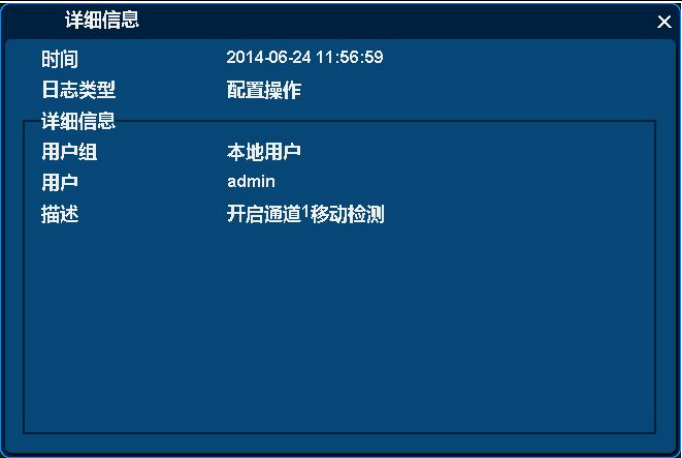 详细信息
时间 2014-06-24 11:56:59
日志类型 配置操作
详细信息
用户组 本地用户
用户 admin
描述 开启通道1移动检测